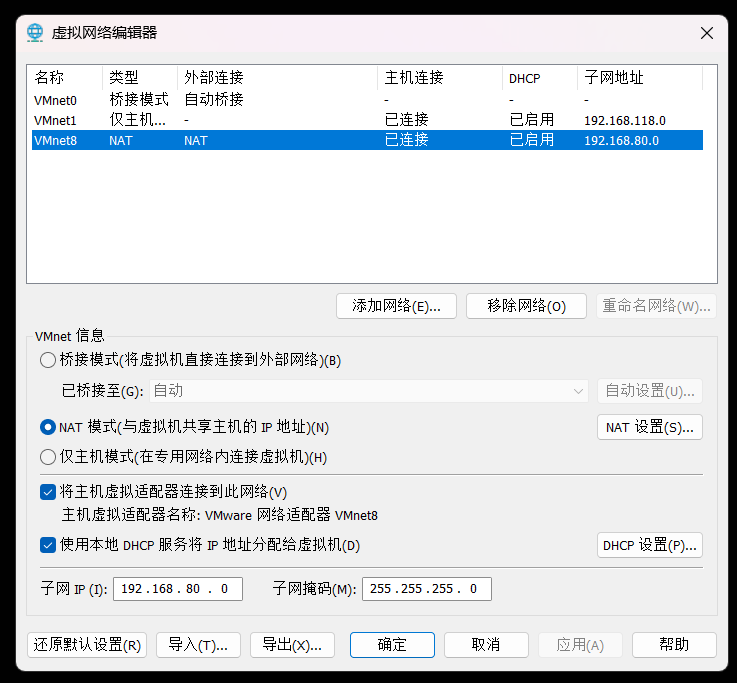 虚拟网络编辑器
名称 类型 外部连接 主机连接 DHCP 子网地址
VMnet0 桥接模式 自动桥接 - - -
VMnet1 仅主机... - 已连接 已启用 192.168.118.0
VMnet8 NAT NAT 已连接 已启用 192.168.80.0
添加网络(E)... 移除网络(O) 重命名网络(W)...
VMnet 信息
桥接模式(将虚拟机直接连接到外部网络)(B)
已桥接至(G): 自动 自动设置(U)...
NAT 模式(与虚拟机共享主机的 IP 地址)(N) NAT 设置(S)...
仅主机模式(在专用网络内连接虚拟机)(H)
将主机虚拟适配器连接到此网络(V)
主机虚拟适配器名称: VMware 网络适配器 VMnet8
使用本地 DHCP 服务将 IP 地址分配给虚拟机(D) DHCP 设置(P)...
子网 IP (I): 192 . 168 . 80 . 0 子网掩码(M): 255 . 255 . 255 . 0
还原默认设置(R) 导入(T)... 导出(X)... 确定 取消 应用(A) 帮助